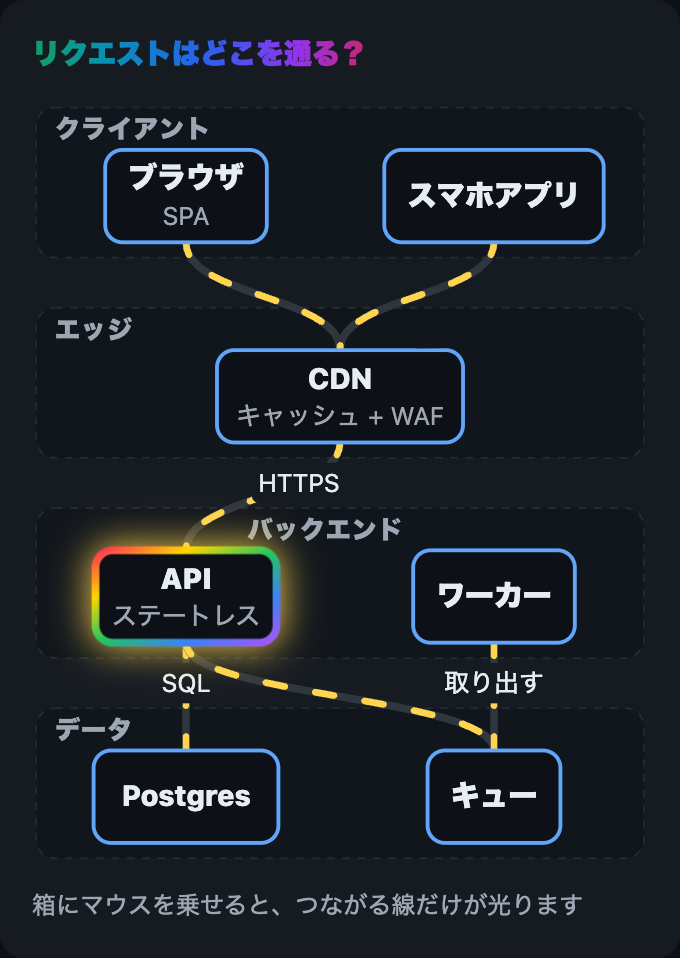 リクエストはどこを通る？
クライアント
ブラウザ
SPA
スマホアプリ
エッジ
CDN
キャッシュ + WAF
HTTPS
バックエンド
API
ステートレス
ワーカー
SQL
取り出す
データ
Postgres
キュー
箱にマウスを乗せると、つながる線だけが光ります